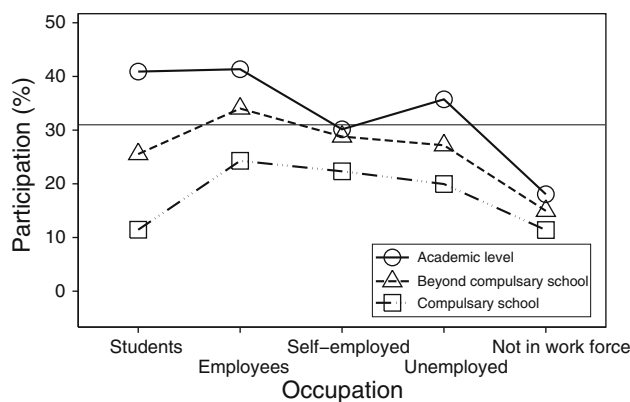 50
40
30
20
10
0
Participation (%)
Academic level
Beyond compulsary school
Compulsary school
Students
Employees
Self−employed
Unemployed
Not in work force
Occupation